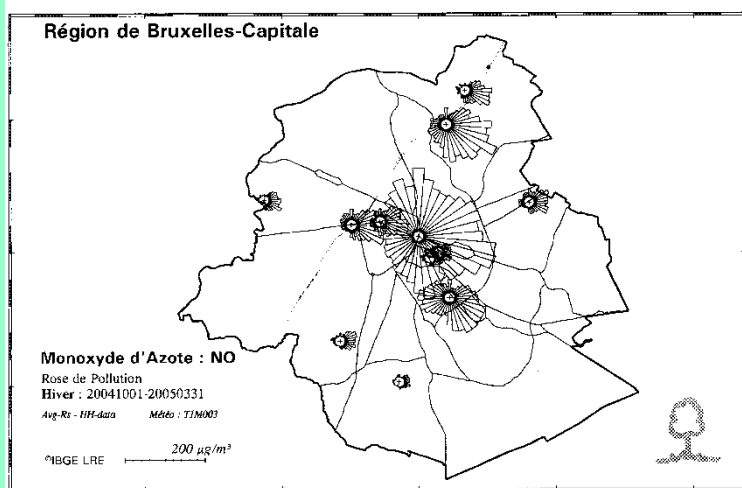 Région de Bruxelles-Capitale
Monoxyde d'Azote : NO
Rose de Pollution
Hiver : 20041001-20050331
Avg-Rs - HH-data Météo : T1M003
©IBGE LRE 200 µg/m³